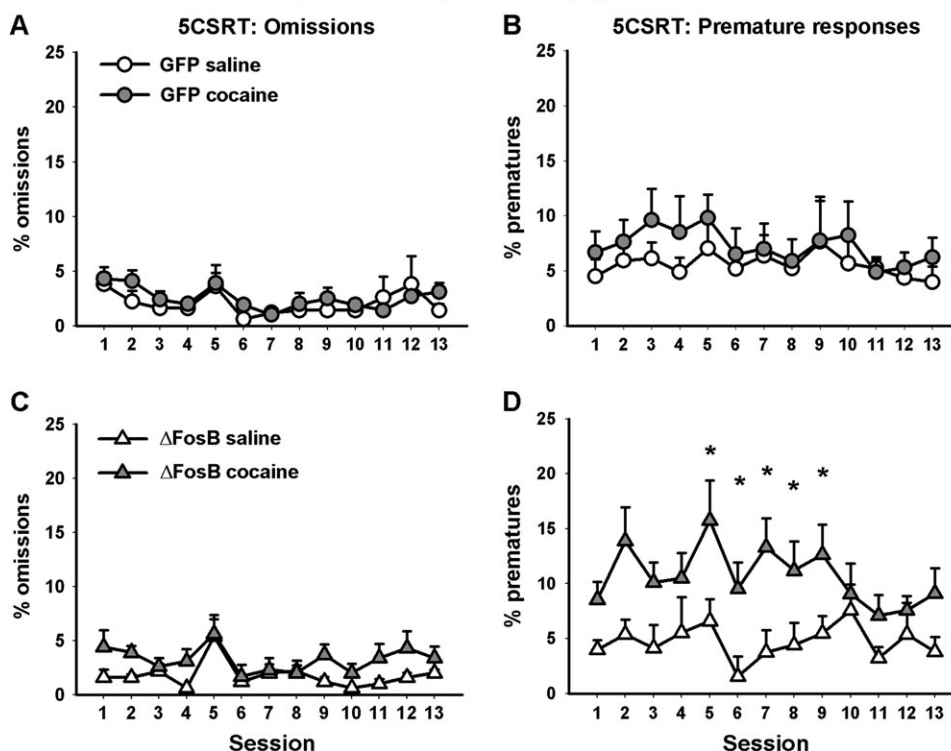 A
5CSRT: Omissions
25
20
15
10
5
0
% omissions
GFP saline
GFP cocaine
1 2 3 4 5 6 7 8 9 10 11 12 13
B
5CSRT: Premature responses
25
20
15
10
5
0
% prematures
1 2 3 4 5 6 7 8 9 10 11 12 13
C
25
20
15
10
5
0
% omissions
ΔFosB saline
ΔFosB cocaine
1 2 3 4 5 6 7 8 9 10 11 12 13
Session
D
25
20
15
10
5
0
% prematures
* * * * *
1 2 3 4 5 6 7 8 9 10 11 12 13
Session